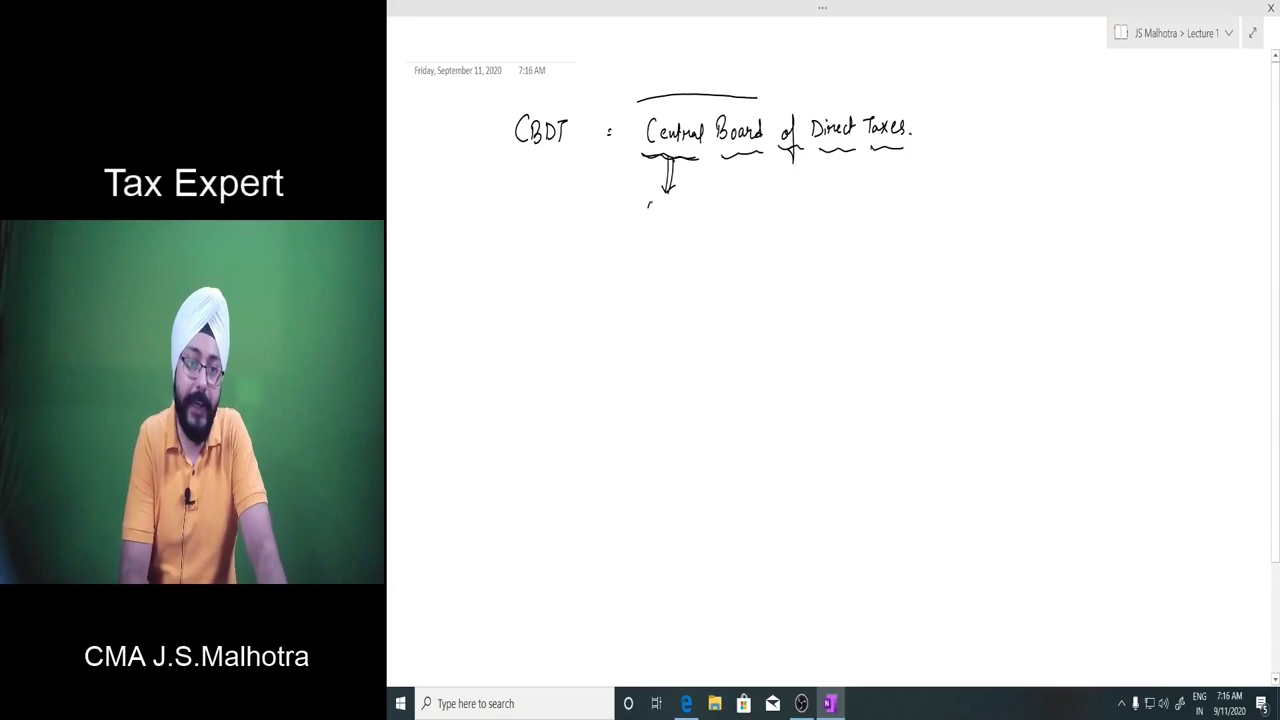 X
JS Malhotra > Lecture 1
Friday, September 11, 2020 7:16 AM
CBDT : Central Board of Direct Taxes.
Tax Expert
CMA J.S.Malhotra
Type here to search
ENG 7:16 AM
IN 9/11/2020 5